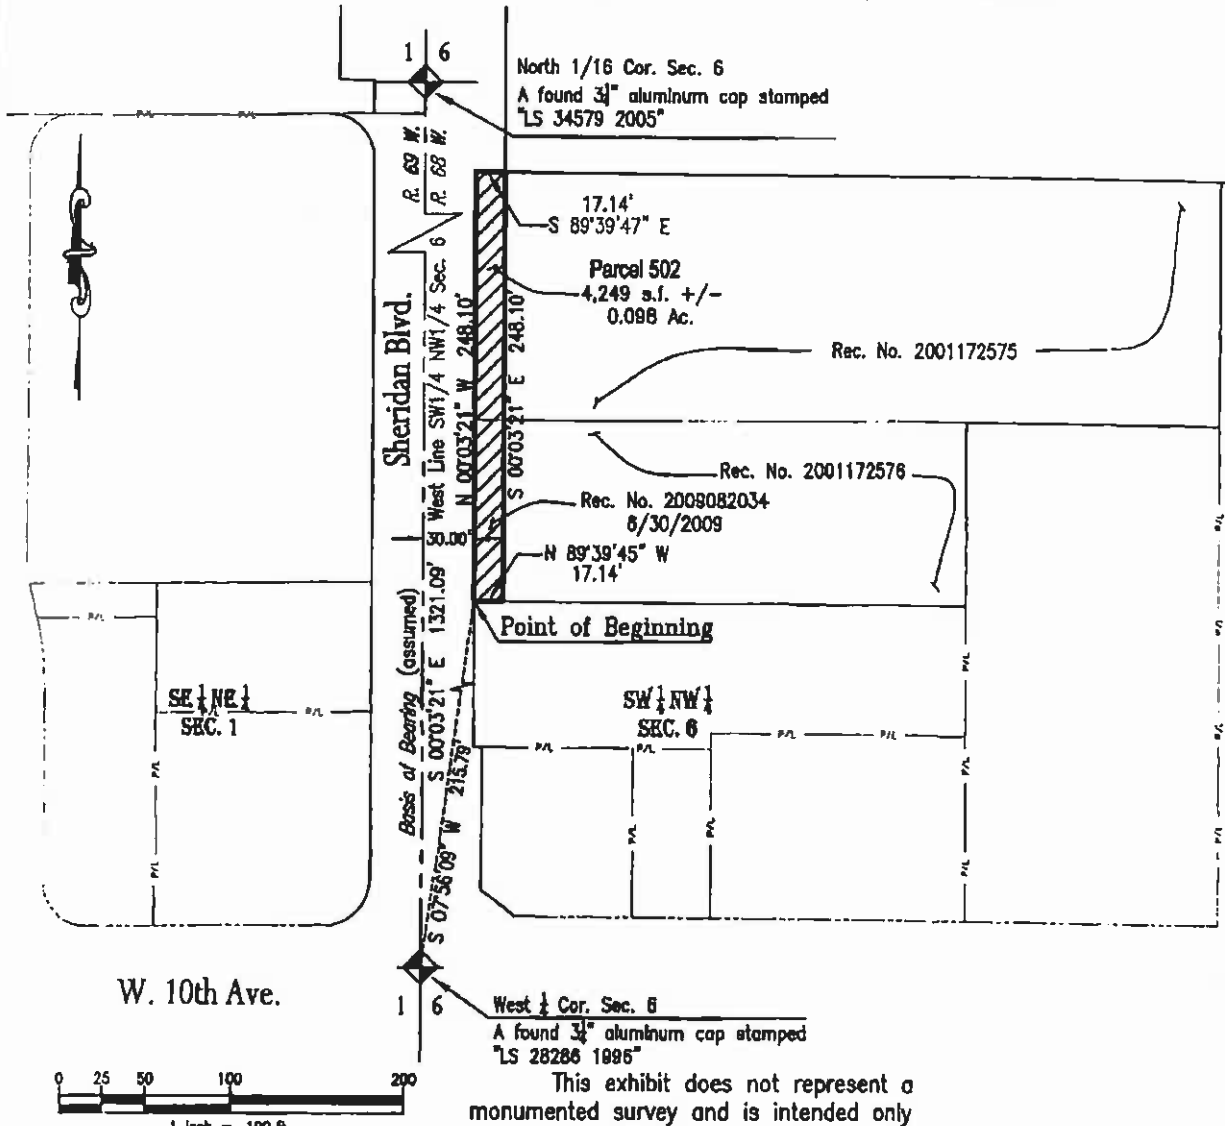 1 6
North 1/16 Cor. Sec. 6
A found 3¼" aluminum cap stamped
"LS 34579 2005"
P/L
P/L
R. 69 W.
R. 68 W.
17.14'
S 89°39'47" E
Parcel 502
4,249 s.f. +/-
0.098 Ac.
Sheridan Blvd.
West Line SW1/4 NW1/4 Sec. 6
N 00°03'21" W 248.10'
S 00°03'21" E 248.10'
Rec. No. 2001172575
Rec. No. 2001172576
Rec. No. 2009082034
6/30/2009
30.00'
N 89°39'45" W
17.14'
Point of Beginning
Basis of Bearing (assumed)
S 00°03'21" E 1321.09'
S 07°56'09" W 215.79'
P/L
SE ¼ NE ¼
SEC. 1
P/L
P/L
P/L
P/L
SW ¼ NW ¼
SEC. 6
P/L
P/L
P/L
P/L
P/L
P/L
P/L
P/L
P/L
P/L
P/L
P/L
W. 10th Ave.
1 6
West ¼ Cor. Sec. 6
A found 3¼" aluminum cap stamped
"LS 28286 1995"
0 25 50 100 200
1 inch = 100 ft.
This exhibit does not represent a
monumented survey and is intended only